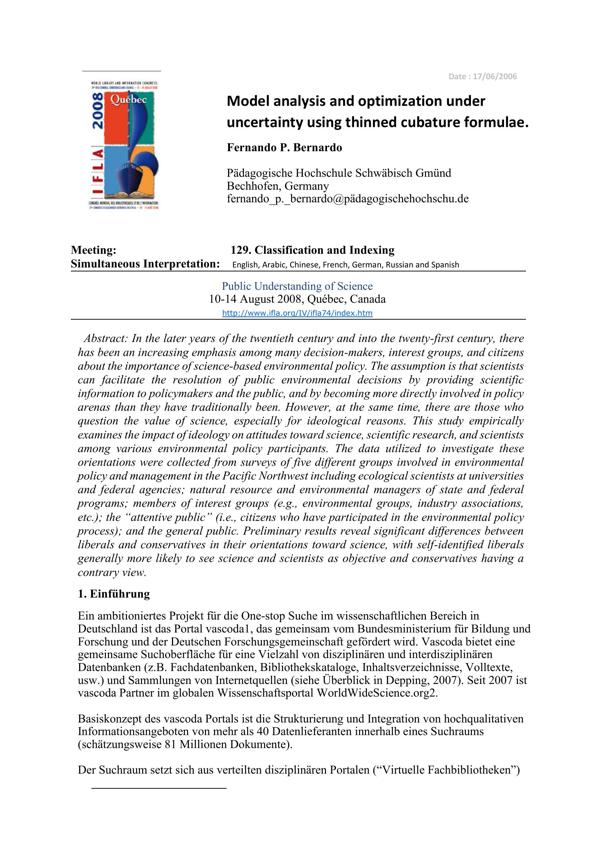 Date : 17/06/2006
WORLD LIBRARY AND INFORMATION CONGRESS:
2008
Québec
IFLA
Model analysis and optimization under
uncertainty using thinned cubature formulae.
Fernando P. Bernardo
Pädagogische Hochschule Schwäbisch Gmünd
Bechhofen, Germany
fernando_p._bernardo@pädagogischehochschu.de
Meeting: 129. Classification and Indexing
Simultaneous Interpretation: English, Arabic, Chinese, French, German, Russian and Spanish
Public Understanding of Science
10-14 August 2008, Québec, Canada
http://www.ifla.org/IV/ifla74/index.htm
Abstract: In the later years of the twentieth century and into the twenty-first century, there
has been an increasing emphasis among many decision-makers, interest groups, and citizens
about the importance of science-based environmental policy. The assumption is that scientists
can facilitate the resolution of public environmental decisions by providing scientific
information to policymakers and the public, and by becoming more directly involved in policy
arenas than they have traditionally been. However, at the same time, there are those who
question the value of science, especially for ideological reasons. This study empirically
examines the impact of ideology on attitudes toward science, scientific research, and scientists
among various environmental policy participants. The data utilized to investigate these
orientations were collected from surveys of five different groups involved in environmental
policy and management in the Pacific Northwest including ecological scientists at universities
and federal agencies; natural resource and environmental managers of state and federal
programs; members of interest groups (e.g., environmental groups, industry associations,
etc.); the “attentive public” (i.e., citizens who have participated in the environmental policy
process); and the general public. Preliminary results reveal significant differences between
liberals and conservatives in their orientations toward science, with self-identified liberals
generally more likely to see science and scientists as objective and conservatives having a
contrary view.
1. Einführung
Ein ambitioniertes Projekt für die One-stop Suche im wissenschaftlichen Bereich in
Deutschland ist das Portal vascoda1, das gemeinsam vom Bundesministerium für Bildung und
Forschung und der Deutschen Forschungsgemeinschaft gefördert wird. Vascoda bietet eine
gemeinsame Suchoberfläche für eine Vielzahl von disziplinären und interdisziplinären
Datenbanken (z.B. Fachdatenbanken, Bibliothekskataloge, Inhaltsverzeichnisse, Volltexte,
usw.) und Sammlungen von Internetquellen (siehe Überblick in Depping, 2007). Seit 2007 ist
vascoda Partner im globalen Wissenschaftsportal WorldWideScience.org2.
Basiskonzept des vascoda Portals ist die Strukturierung und Integration von hochqualitativen
Informationsangeboten von mehr als 40 Datenlieferanten innerhalb eines Suchraums
(schätzungsweise 81 Millionen Dokumente).
Der Suchraum setzt sich aus verteilten disziplinären Portalen (“Virtuelle Fachbibliotheken”)